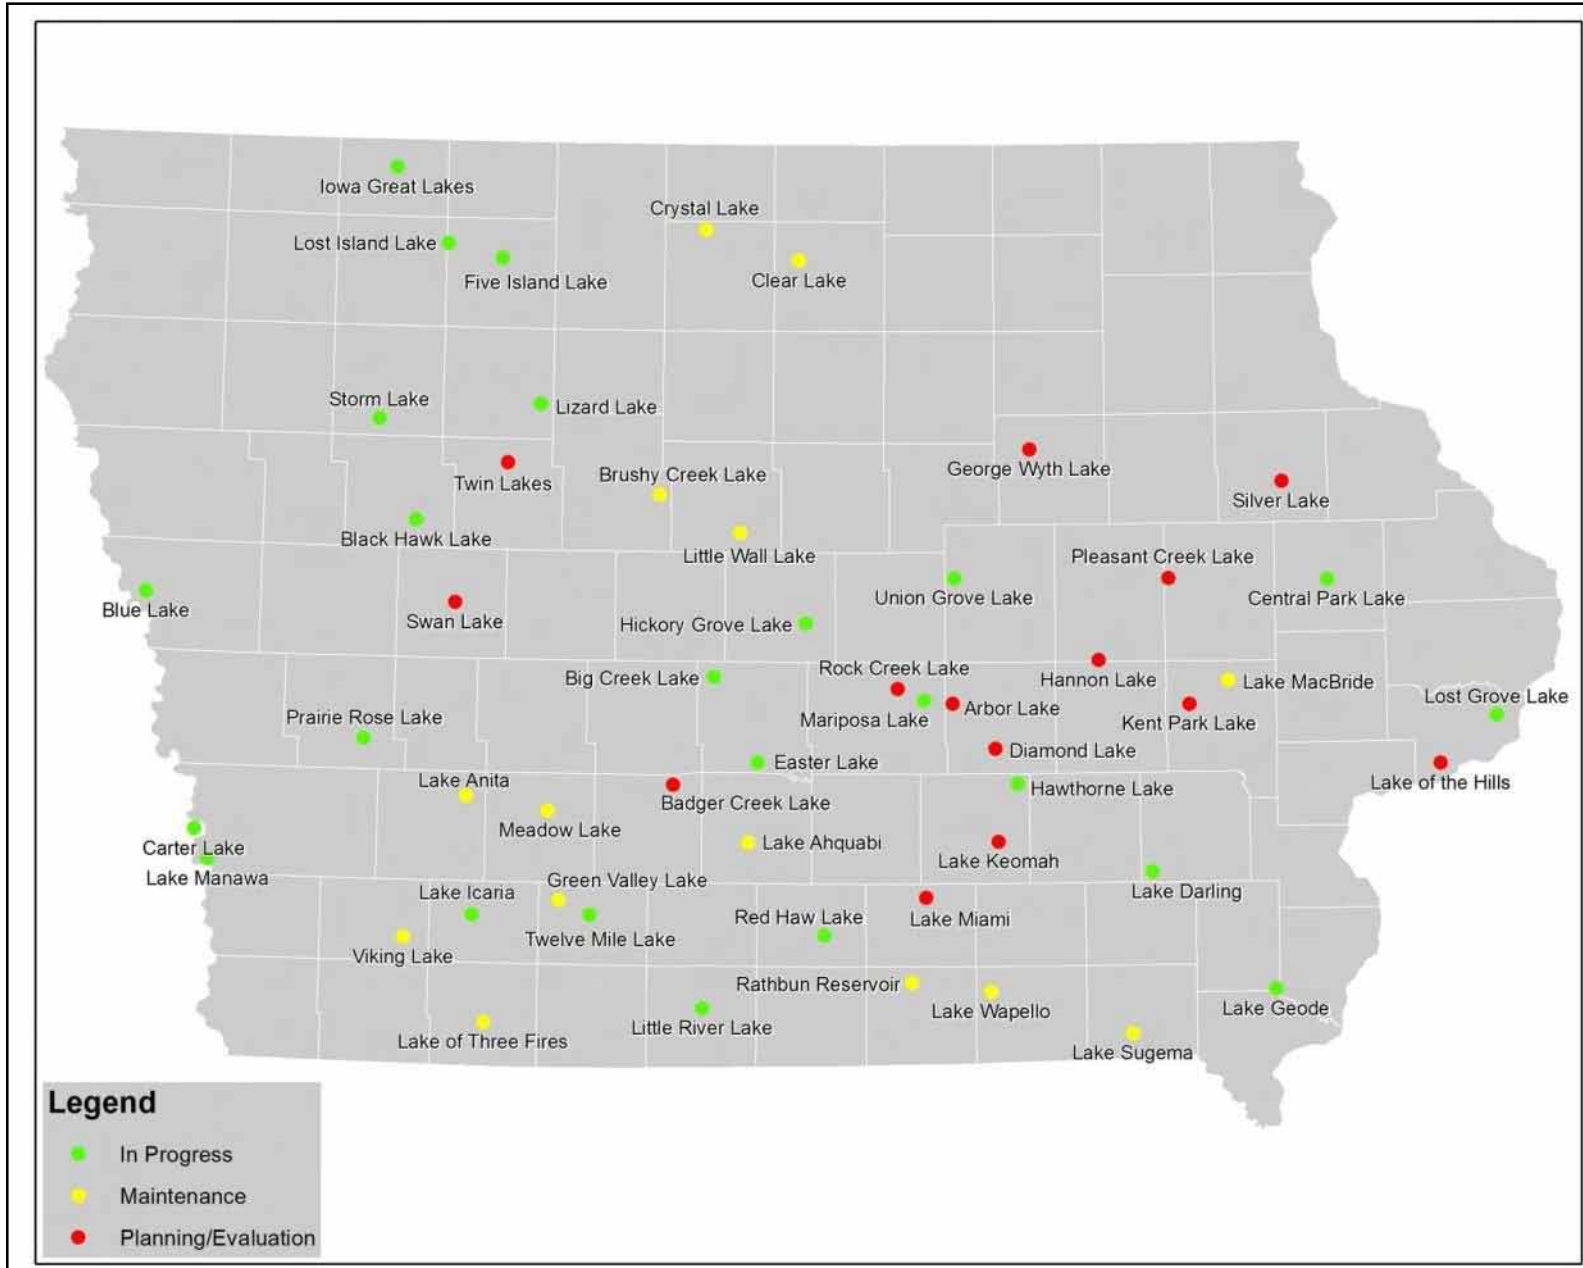 Iowa Great Lakes
Crystal Lake
Lost Island Lake
Five Island Lake
Clear Lake
Storm Lake
Lizard Lake
Twin Lakes
Brushy Creek Lake
George Wyth Lake
Silver Lake
Black Hawk Lake
Little Wall Lake
Pleasant Creek Lake
Blue Lake
Swan Lake
Union Grove Lake
Central Park Lake
Hickory Grove Lake
Rock Creek Lake
Big Creek Lake
Hannon Lake
Lake MacBride
Lost Grove Lake
Prairie Rose Lake
Mariposa Lake
Arbor Lake
Kent Park Lake
Diamond Lake
Easter Lake
Lake Anita
Lake of the Hills
Badger Creek Lake
Hawthorne Lake
Meadow Lake
Carter Lake
Lake Ahquabi
Lake Keomah
Lake Manawa
Green Valley Lake
Lake Icaria
Lake Darling
Red Haw Lake
Lake Miami
Twelve Mile Lake
Viking Lake
Rathbun Reservoir
Lake Wapello
Lake Geode
Little River Lake
Lake of Three Fires
Lake Sugema
Legend
In Progress
Maintenance
Planning/Evaluation